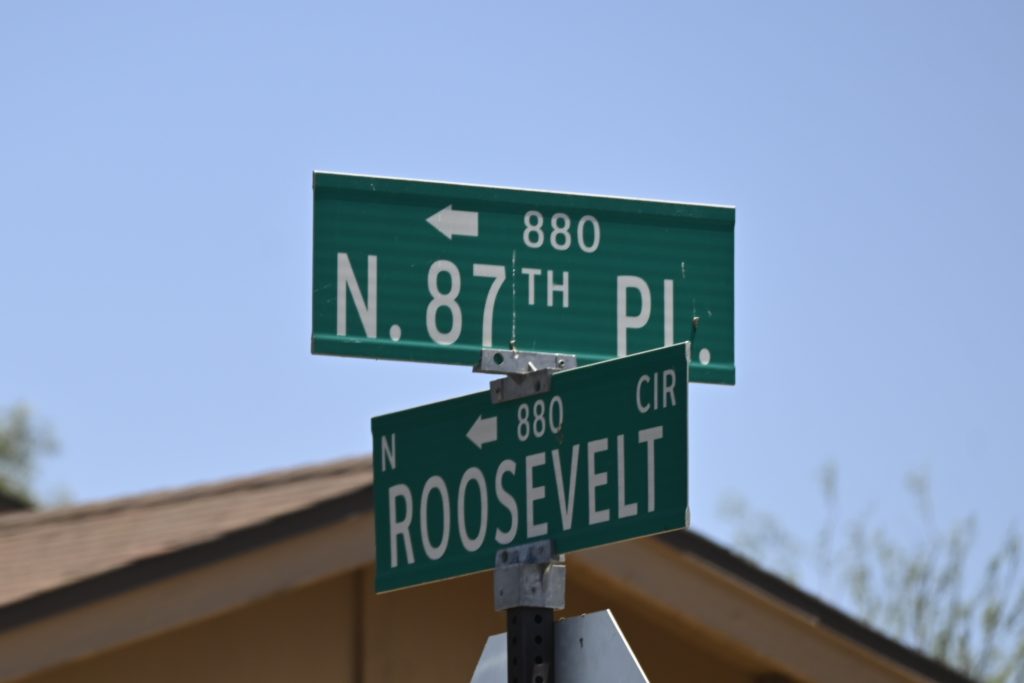 880
N. 87TH PL.
CIR
880
N
ROOSEVELT